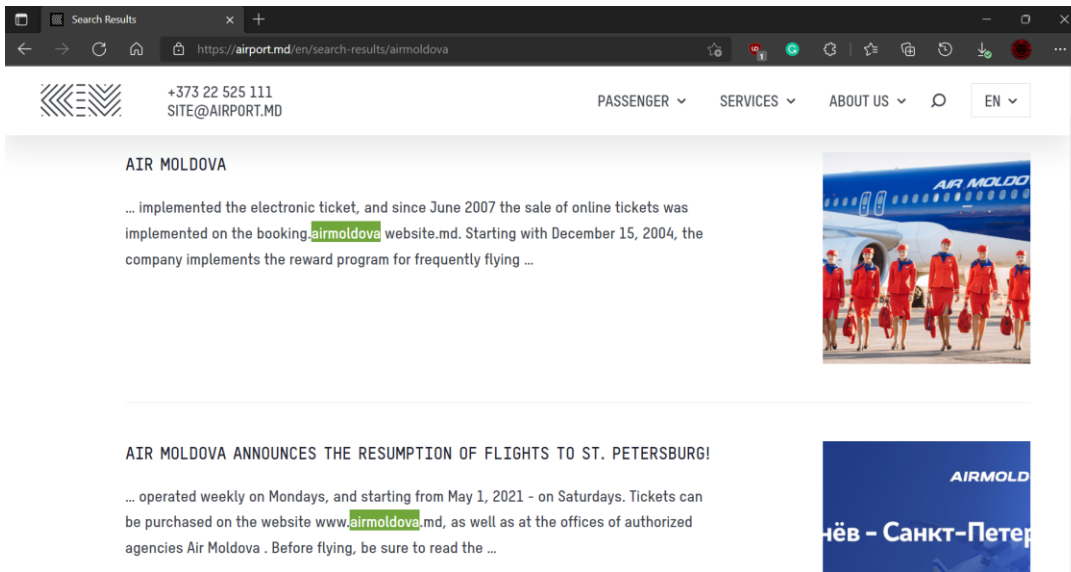 Search Results
https://airport.md/en/search-results/airmoldova
1
+373 22 525 111
SITE@AIRPORT.MD
PASSENGER
SERVICES
ABOUT US
EN
AIR MOLDOVA
... implemented the electronic ticket, and since June 2007 the sale of online tickets was
implemented on the booking.airmoldova website.md. Starting with December 15, 2004, the
company implements the reward program for frequently flying ...
AIR MOLDO
AIR MOLDOVA ANNOUNCES THE RESUMPTION OF FLIGHTS TO ST. PETERSBURG!
... operated weekly on Mondays, and starting from May 1, 2021 - on Saturdays. Tickets can
be purchased on the website www.airmoldova.md, as well as at the offices of authorized
agencies Air Moldova . Before flying, be sure to read the ...
AIRMOLD
нёв – Санкт-Петер